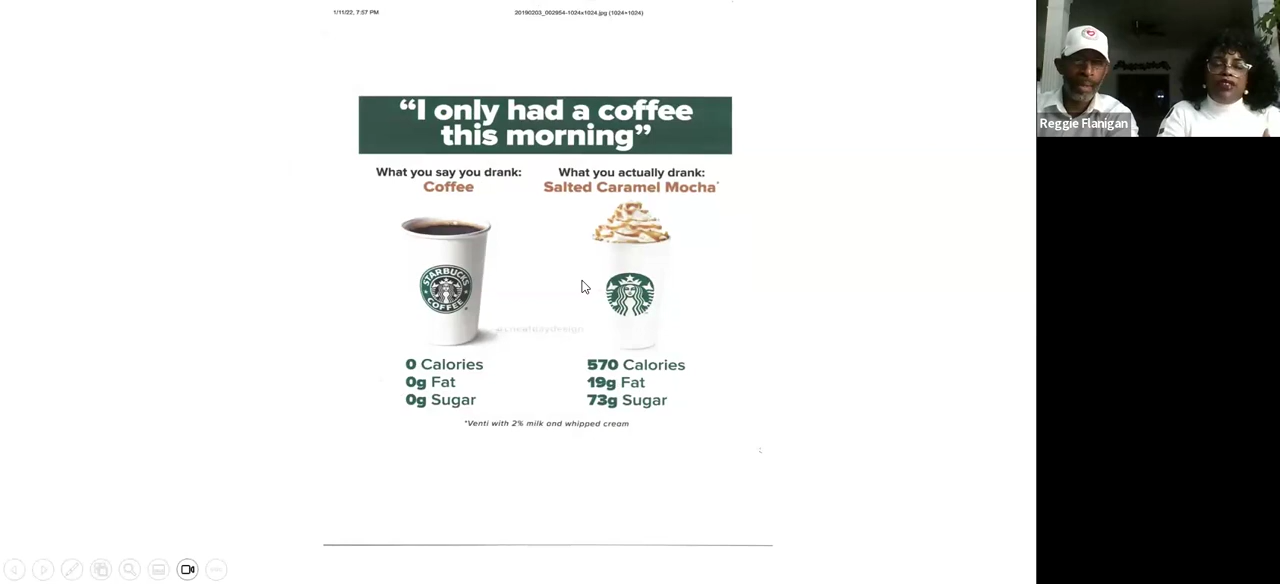 1/11/22, 7:57 PM
20190203_002954-1024x1024.jpg (1024×1024)
“I only had a coffee
this morning”
What you say you drank:
Coffee
What you actually drank:
Salted Caramel Mocha*
STARBUCKS
COFFEE
0 Calories
0g Fat
0g Sugar
570 Calories
19g Fat
73g Sugar
*Venti with 2% milk and whipped cream
Reggie Flanigan